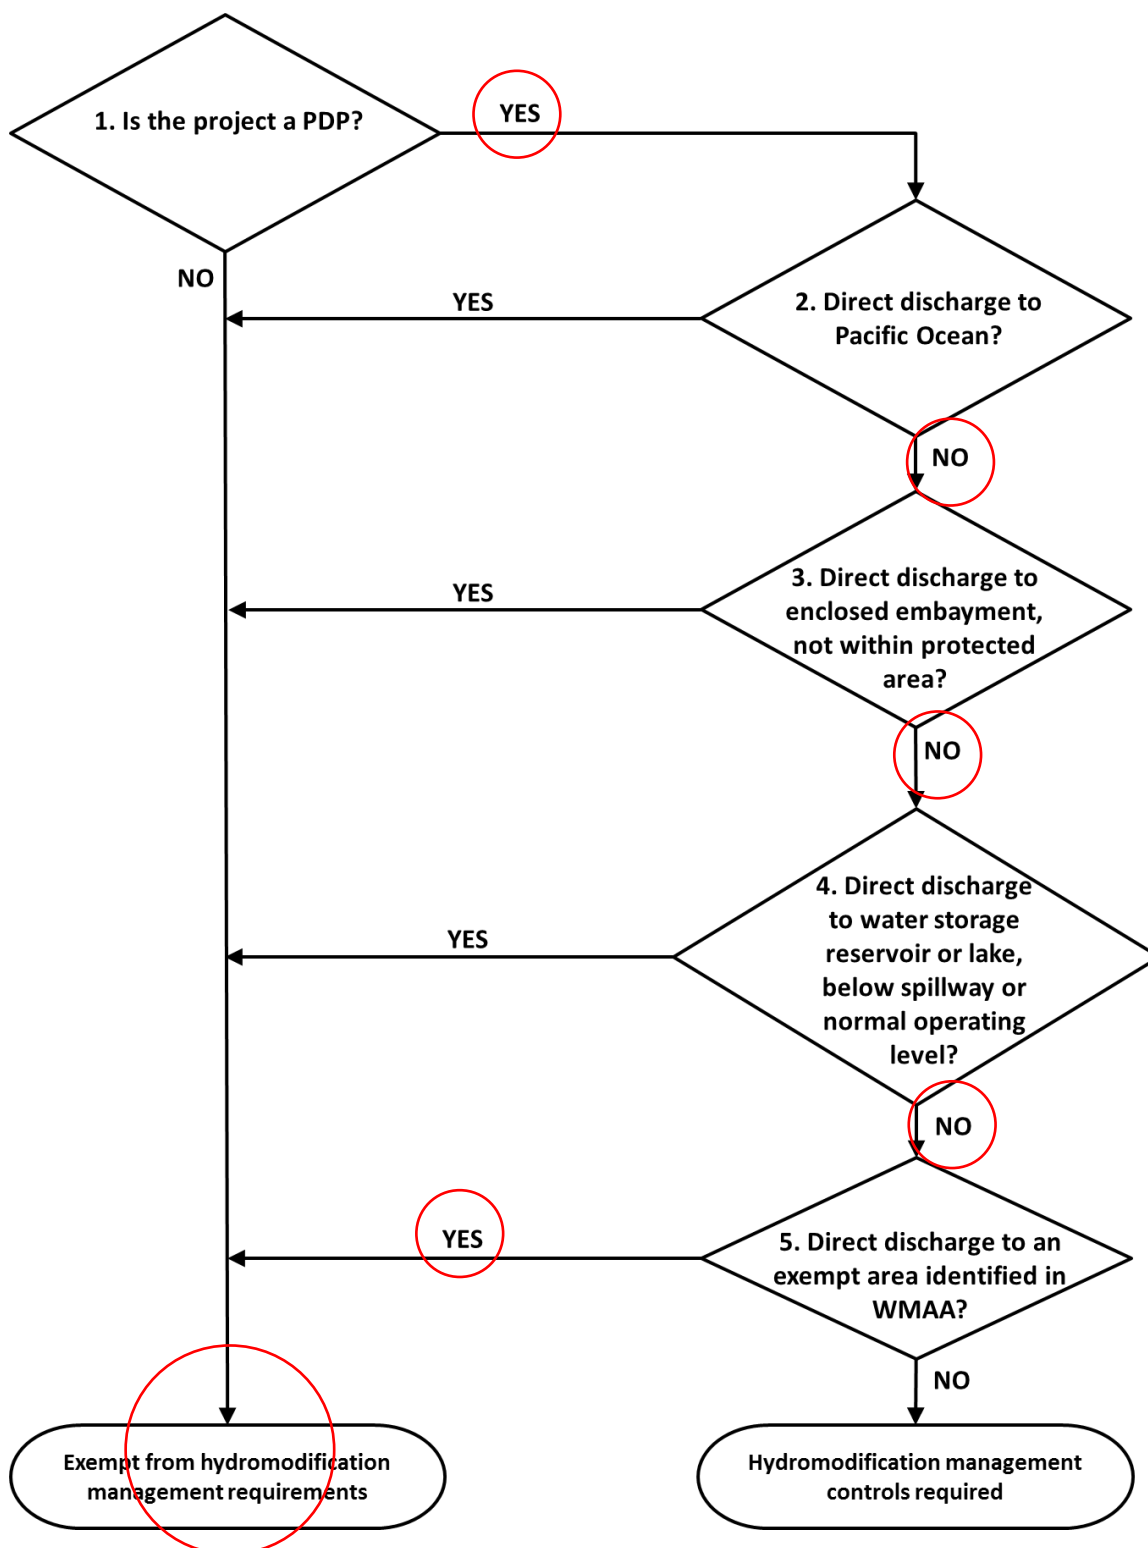 1. Is the project a PDP?
YES
NO
YES
2. Direct discharge to
Pacific Ocean?
NO
YES
3. Direct discharge to
enclosed embayment,
not within protected
area?
NO
YES
4. Direct discharge
to water storage
reservoir or lake,
below spillway or
normal operating
level?
NO
YES
5. Direct discharge to an
exempt area identified in
WMAA?
NO
Exempt from hydromodification
management requirements
Hydromodification management
controls required